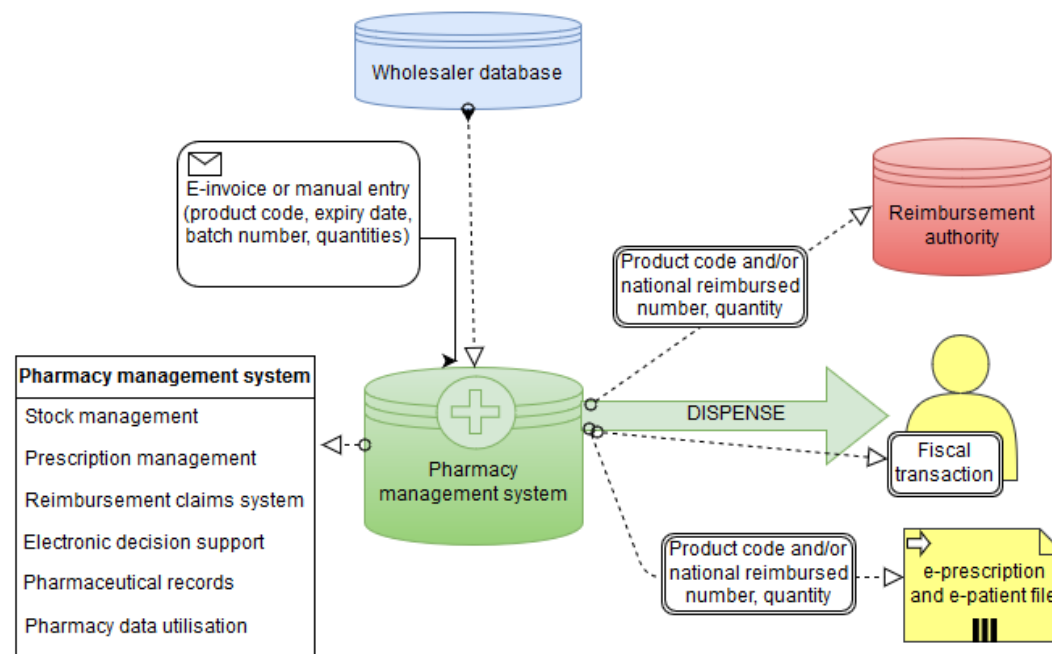 Wholesaler database
E-invoice or manual entry
(product code, expiry date,
batch number, quantities)
Reimbursement
authority
Product code and/or
national reimbursed
number, quantity
Pharmacy management system
Stock management
Prescription management
Reimbursement claims system
Electronic decision support
Pharmaceutical records
Pharmacy data utilisation
Pharmacy
management system
DISPENSE
Fiscal
transaction
Product code and/or
national reimbursed
number, quantity
e-prescription
and e-patient file